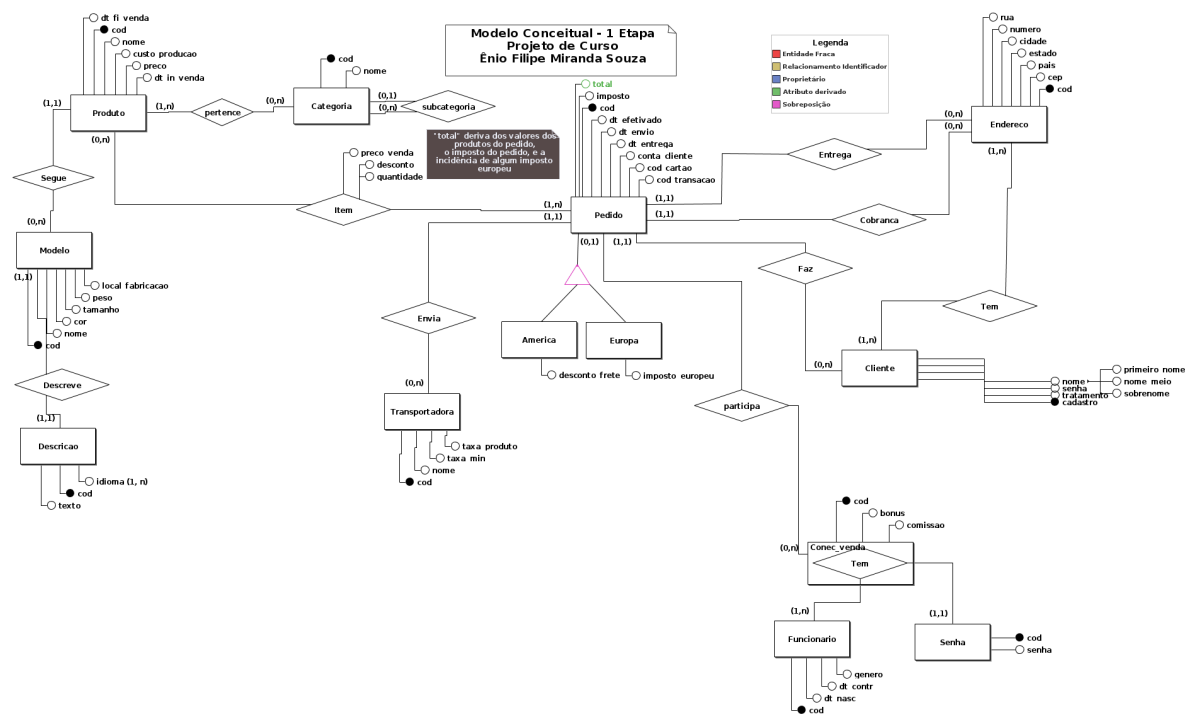 Modelo Conceitual - 1 Etapa
Projeto de Curso
Ênio Filipe Miranda Souza
Legenda
Entidade Fraca
Relacionamento Identificador
Proprietário
Atributo derivado
Sobreposição
dt fi venda
cod
nome
custo producao
preco
dt in venda
Produto
(1,1)
(1,n)
(0,n)
pertence
(0,n)
cod
nome
Categoria
(0,1)
(0,n)
subcategoria
"total" deriva dos valores dos
produtos do pedido,
o imposto do pedido, e a
incidência de algum imposto
europeu
total
imposto
cod
dt efetivado
dt envio
dt entrega
conta cliente
cod cartao
cod transacao
Pedido
(1,n)
(1,1)
(1,1)
(1,1)
(0,1)
(1,1)
rua
numero
cidade
estado
pais
cep
cod
Endereco
(0,n)
(0,n)
(1,n)
Entrega
Cobranca
preco venda
desconto
quantidade
Item
Segue
(0,n)
Modelo
(1,1)
local fabricacao
peso
tamanho
cor
nome
cod
Descreve
(1,1)
Descricao
idioma (1, n)
cod
texto
Envia
(0,n)
Transportadora
taxa produto
taxa min
nome
cod
America
desconto frete
Europa
imposto europeu
Faz
(0,n)
Tem
(1,n)
Cliente
nome
senha
tratamento
cadastro
primeiro nome
nome meio
sobrenome
participa
(0,n)
cod
bonus
comissao
Conec_venda
Tem
(1,n)
(1,1)
Funcionario
genero
dt contr
dt nasc
cod
Senha
cod
senha